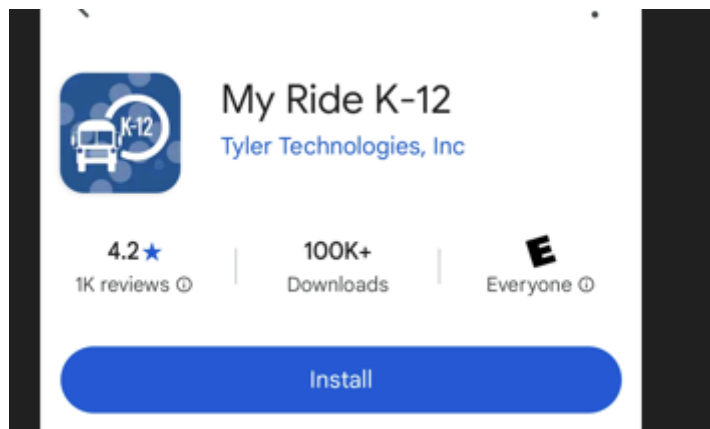 K-12
My Ride K-12
Tyler Technologies, Inc
4.2★ 100K+ E
1K reviews Downloads Everyone
Install